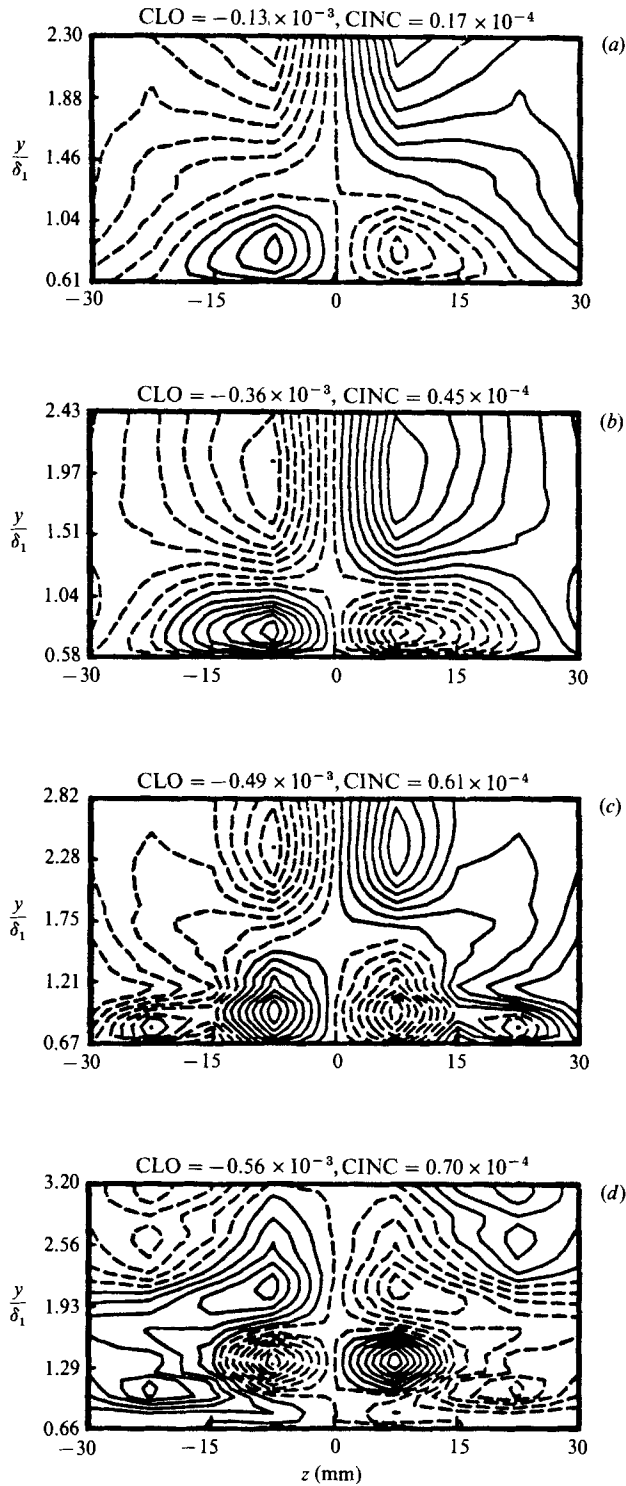 CLO = −0.13 × 10⁻³, CINC = 0.17 × 10⁻⁴
(a)
2.30
1.88
y/δ₁
1.46
1.04
0.61
−30 −15 0 15 30
CLO = −0.36 × 10⁻³, CINC = 0.45 × 10⁻⁴
(b)
2.43
1.97
y/δ₁
1.51
1.04
0.58
−30 −15 0 15 30
CLO = −0.49 × 10⁻³, CINC = 0.61 × 10⁻⁴
(c)
2.82
2.28
y/δ₁
1.75
1.21
0.67
−30 −15 0 15 30
CLO = −0.56 × 10⁻³, CINC = 0.70 × 10⁻⁴
(d)
3.20
2.56
y/δ₁
1.93
1.29
0.66
−30 −15 0 15 30
z (mm)